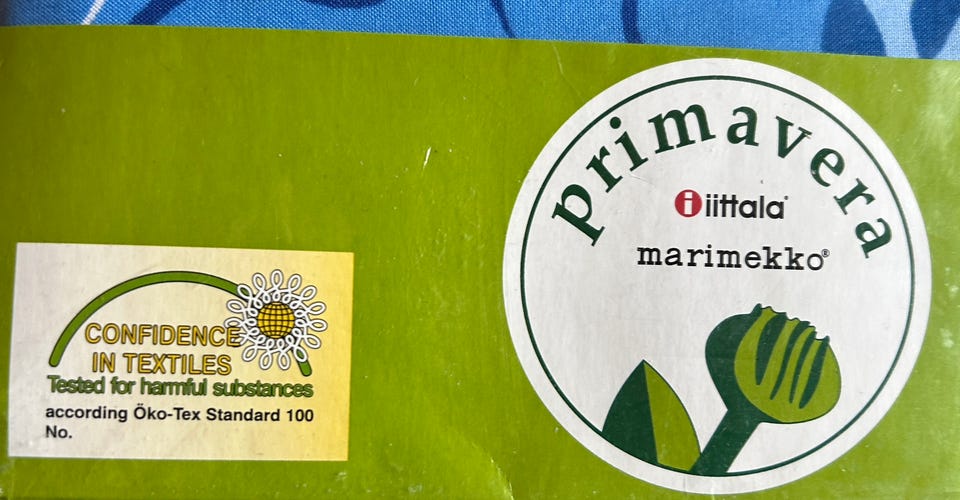 primavera
iittala®
marimekko®
CONFIDENCE
IN TEXTILES
Tested for harmful substances
according Öko-Tex Standard 100
No.